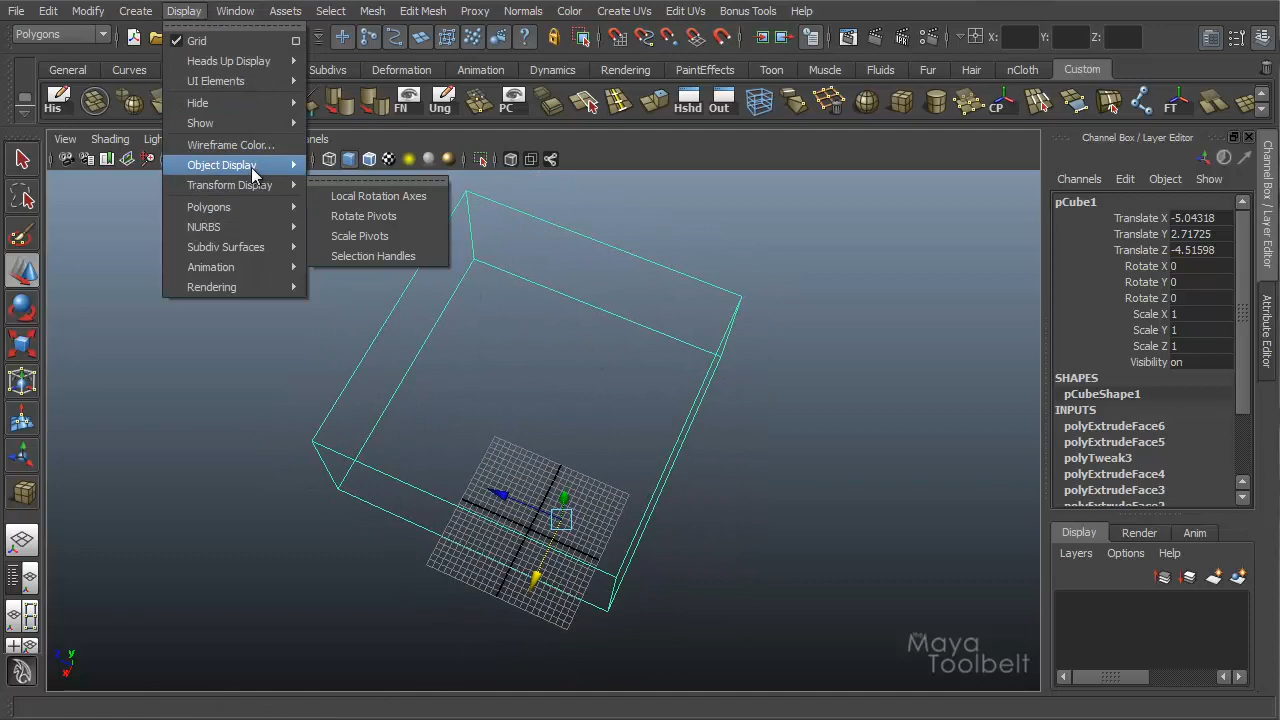 File Edit Modify Create Display Window Assets Select Mesh Edit Mesh Proxy Normals Color Create UVs Edit UVs Bonus Tools Help
Polygons X: Y: Z:
General Curves Subdivs Deformation Animation Dynamics Rendering PaintEffects Toon Muscle Fluids Fur Hair nCloth Custom
His FN Ung PC Hshd Out CP FT
View Shading
Grid
Heads Up Display
UI Elements
Hide
Show
Wireframe Color...
Object Display
Transform Display
Polygons
NURBS
Subdiv Surfaces
Animation
Rendering
Local Rotation Axes
Rotate Pivots
Scale Pivots
Selection Handles
Channel Box / Layer Editor
Channels Edit Object Show
pCube1
Translate X -5.04318
Translate Y 2.71725
Translate Z -4.51598
Rotate X 0
Rotate Y 0
Rotate Z 0
Scale X 1
Scale Y 1
Scale Z 1
Visibility on
SHAPES
pCubeShape1
INPUTS
polyExtrudeFace6
polyExtrudeFace5
polyTweak3
polyExtrudeFace4
polyExtrudeFace3
Display Render Anim
Layers Options Help
Channel Box / Layer Editor
Attribute Editor
y
z
x
the
Maya
Toolbelt